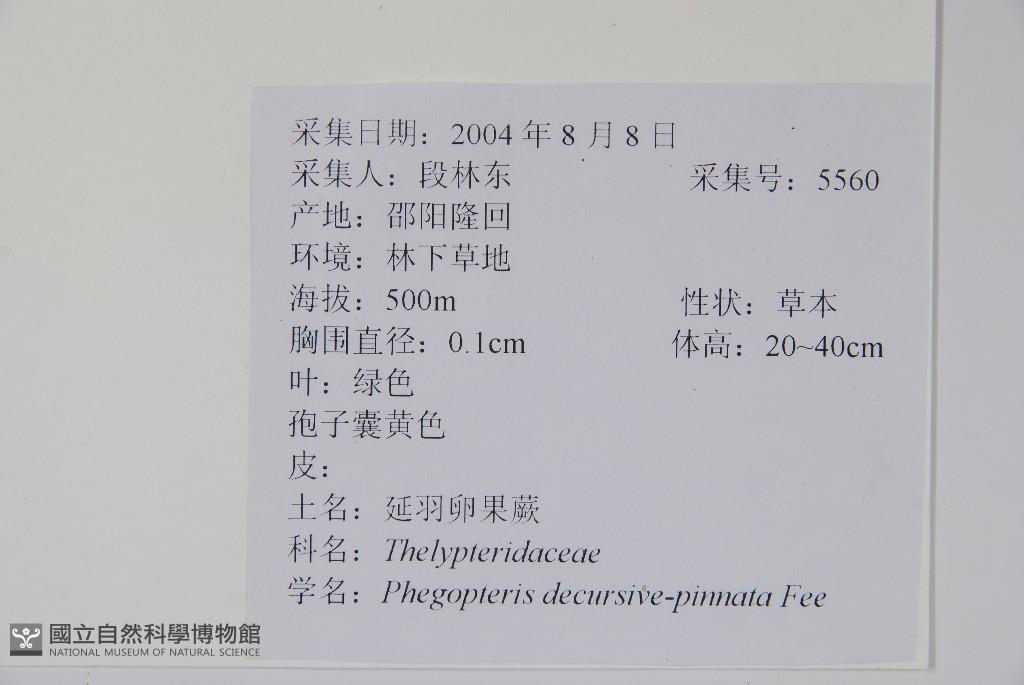 采集日期：2004 年 8 月 8 日
采集人：段林东 采集号：5560
产地：邵阳隆回
环境：林下草地
海拔：500m 性状：草本
胸围直径：0.1cm 体高：20~40cm
叶：绿色
孢子囊黄色
皮：
土名：延羽卵果蕨
科名：Thelypteridaceae
学名：Phegopteris decursive-pinnata Fee
國立自然科學博物館
NATIONAL MUSEUM OF NATURAL SCIENCE